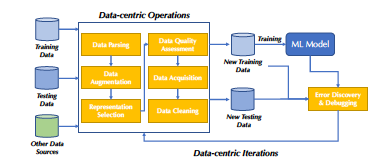 Data-centric Operations
Training
Data
Data Parsing
Data Quality
Assessment
New Training
Data
Training
ML Model
Testing
Data
Data
Augmentation
Data Acquisition
Representation
Selection
Data Cleaning
New Testing
Data
Error Discovery
& Debugging
Other Data
Sources
Data-centric Iterations